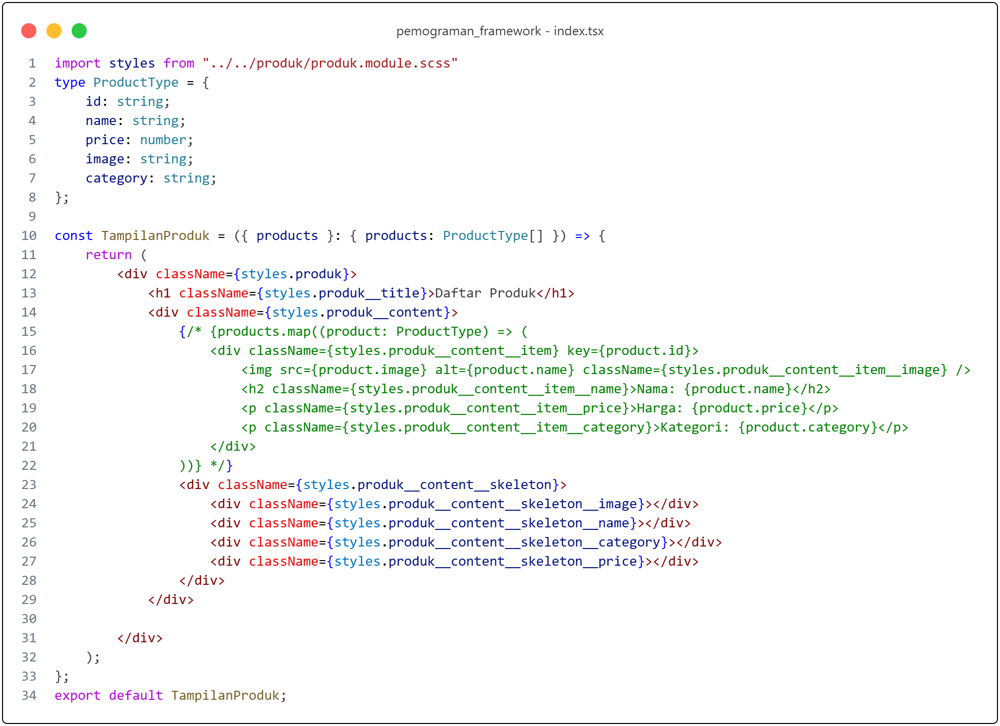 pemograman_framework - index.tsx
1 import styles from "../../produk/produk.module.scss"
2 type ProductType = {
3     id: string;
4     name: string;
5     price: number;
6     image: string;
7     category: string;
8 };
9
10 const TampilanProduk = ({ products }: { products: ProductType[] }) => {
11     return (
12         <div className={styles.produk}>
13             <h1 className={styles.produk__title}>Daftar Produk</h1>
14             <div className={styles.produk__content}>
15                 {/* {products.map((product: ProductType) => (
16                     <div className={styles.produk__content__item} key={product.id}>
17                         <img src={product.image} alt={product.name} className={styles.produk__content__item__image} />
18                         <h2 className={styles.produk__content__item__name}>Nama: {product.name}</h2>
19                         <p className={styles.produk__content__item__price}>Harga: {product.price}</p>
20                         <p className={styles.produk__content__item__category}>Kategori: {product.category}</p>
21                     </div>
22                 ))} */}
23                 <div className={styles.produk__content__skeleton}>
24                     <div className={styles.produk__content__skeleton__image}></div>
25                     <div className={styles.produk__content__skeleton__name}></div>
26                     <div className={styles.produk__content__skeleton__category}></div>
27                     <div className={styles.produk__content__skeleton__price}></div>
28                 </div>
29             </div>
30
31         </div>
32     );
33 };
34 export default TampilanProduk;